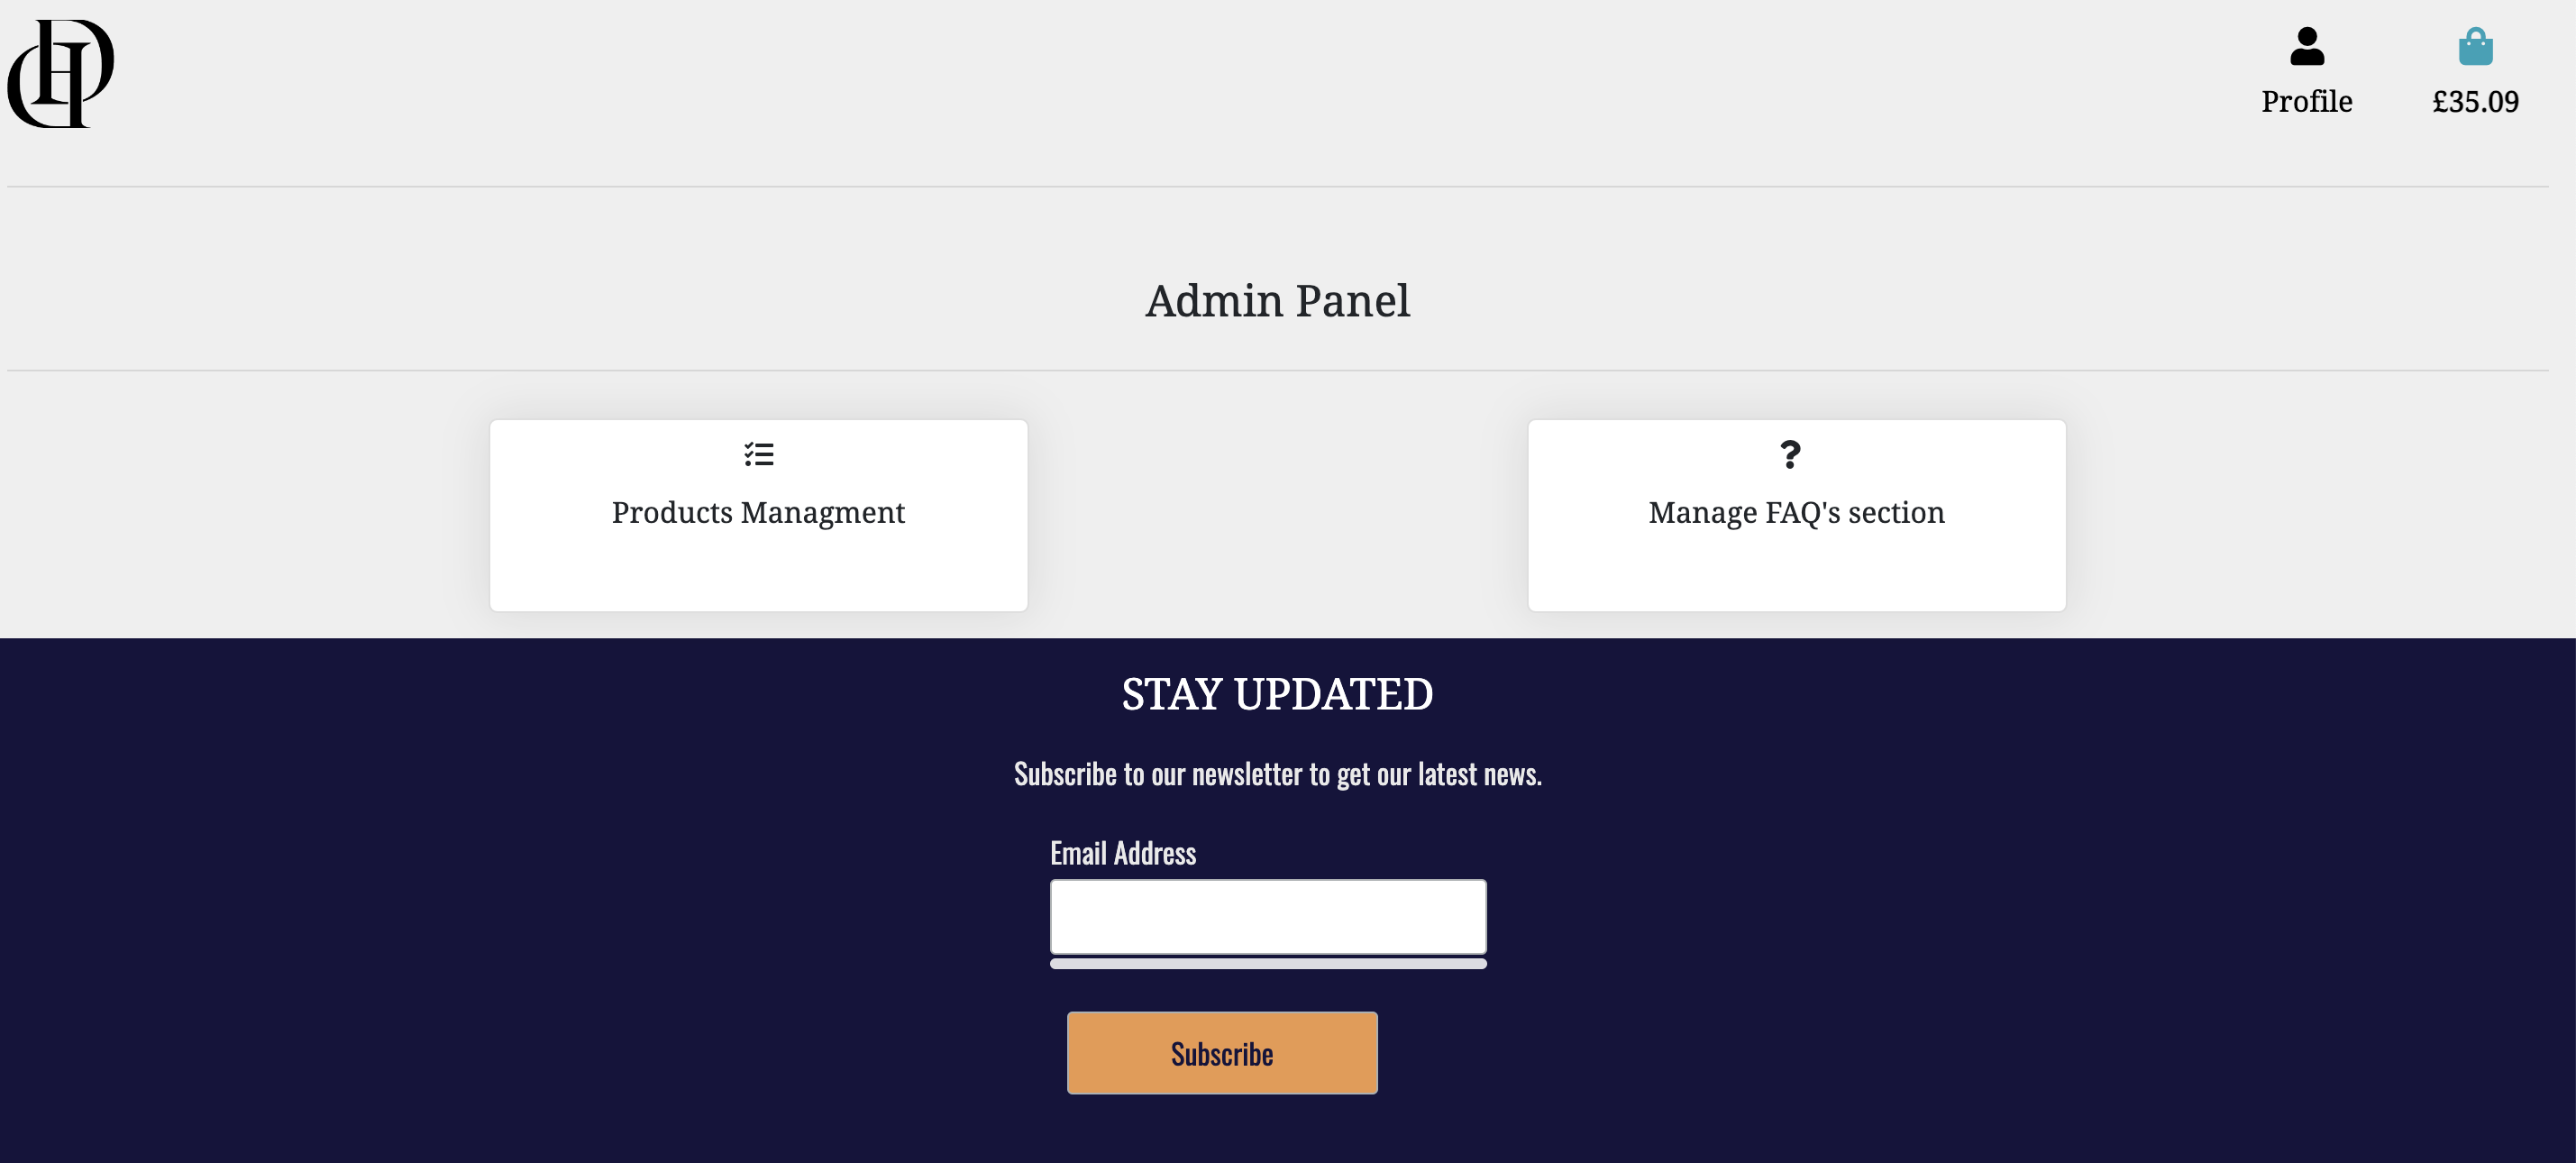 Profile
£35.09
Admin Panel
Products Managment
Manage FAQ's section
STAY UPDATED
Subscribe to our newsletter to get our latest news.
Email Address
Subscribe